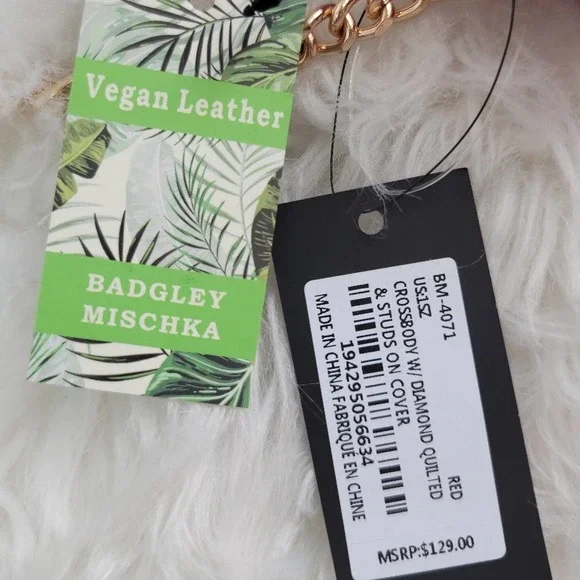 Vegan Leather
BADGLEY
MISCHKA
BM-4071
US:1SZ
RED
CROSSBODY W/ DIAMOND QUILTED
& STUDS ON COVER
194295056634
MADE IN CHINA FABRIQUÉ EN CHINE
MSRP:$129.00